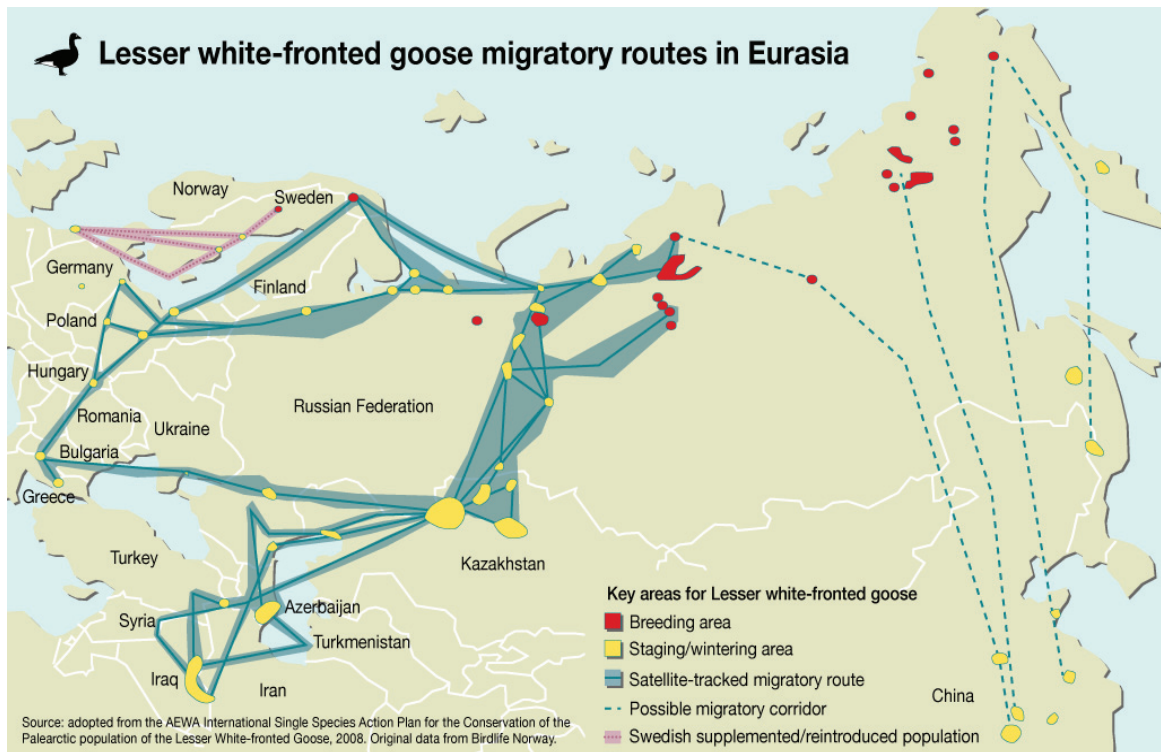 Lesser white-fronted goose migratory routes in Eurasia
Norway
Sweden
Germany
Finland
Poland
Hungary
Romania
Russian Federation
Ukraine
Bulgaria
Greece
Turkey
Kazakhstan
Syria
Azerbaijan
Turkmenistan
Iraq
Iran
China
Key areas for Lesser white-fronted goose
Breeding area
Staging/wintering area
Satellite-tracked migratory route
Possible migratory corridor
Swedish supplemented/reintroduced population
Source: adopted from the AEWA International Single Species Action Plan for the Conservation of the
Palearctic population of the Lesser White-fronted Goose, 2008. Original data from Birdlife Norway.